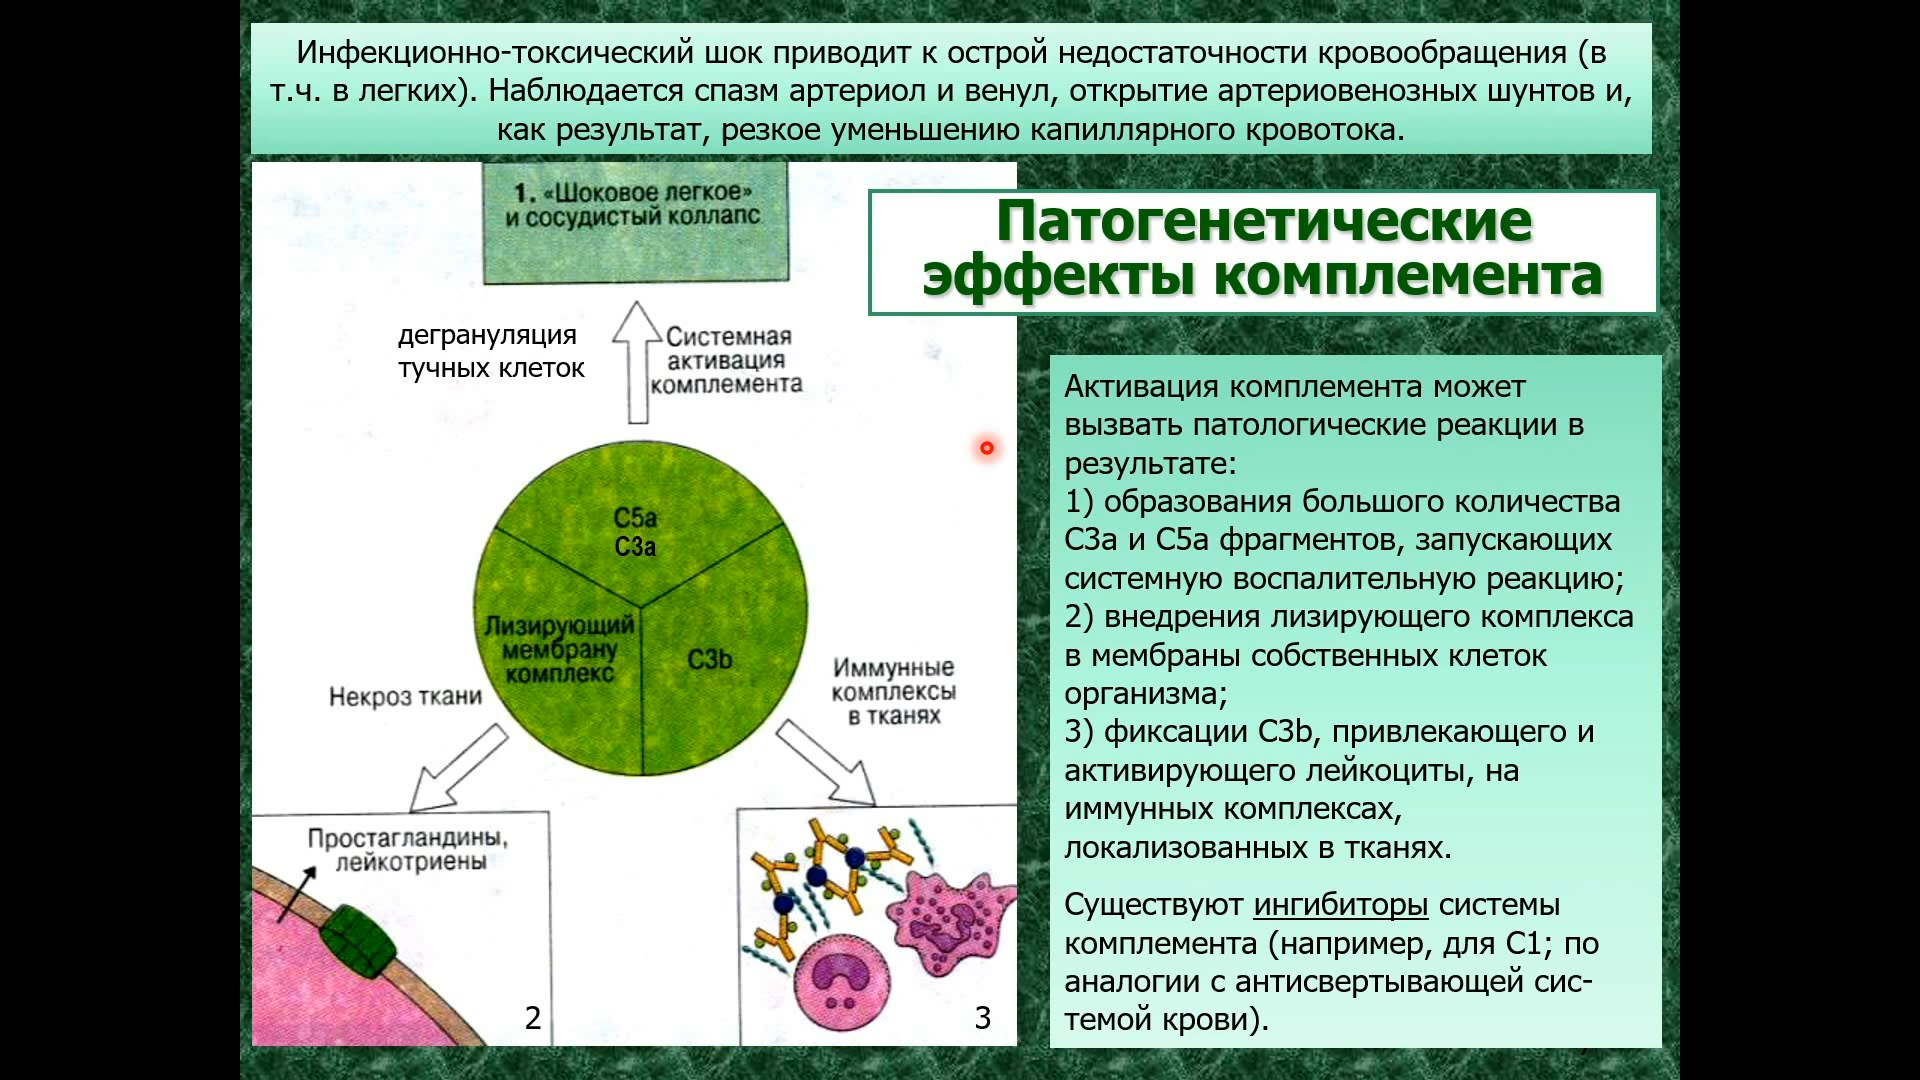 Инфекционно-токсический шок приводит к острой недостаточности кровообращения (в
т.ч. в легких). Наблюдается спазм артериол и венул, открытие артериовенозных шунтов и,
как результат, резкое уменьшению капиллярного кровотока.
Патогенетические
эффекты комплемента
1. «Шоковое легкое»
и сосудистый коллапс
дегрануляция
тучных клеток
Системная
активация
комплемента
C5a
C3a
Лизирующий
мембрану
комплекс
C3b
Некроз ткани
Иммунные
комплексы
в тканях
Простагландины,
лейкотриены
2
3
Активация комплемента может
вызвать патологические реакции в
результате:
1) образования большого количества
С3а и С5а фрагментов, запускающих
системную воспалительную реакцию;
2) внедрения лизирующего комплекса
в мембраны собственных клеток
организма;
3) фиксации С3b, привлекающего и
активирующего лейкоциты, на
иммунных комплексах,
локализованных в тканях.
Существуют ингибиторы системы
комплемента (например, для С1; по
аналогии с антисвертывающей сис-
темой крови).